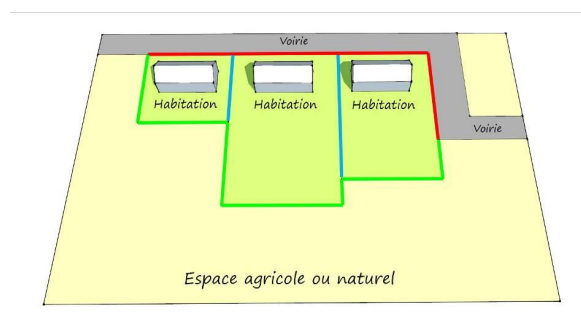 Voirie
Habitation
Habitation
Habitation
Voirie
Espace agricole ou naturel